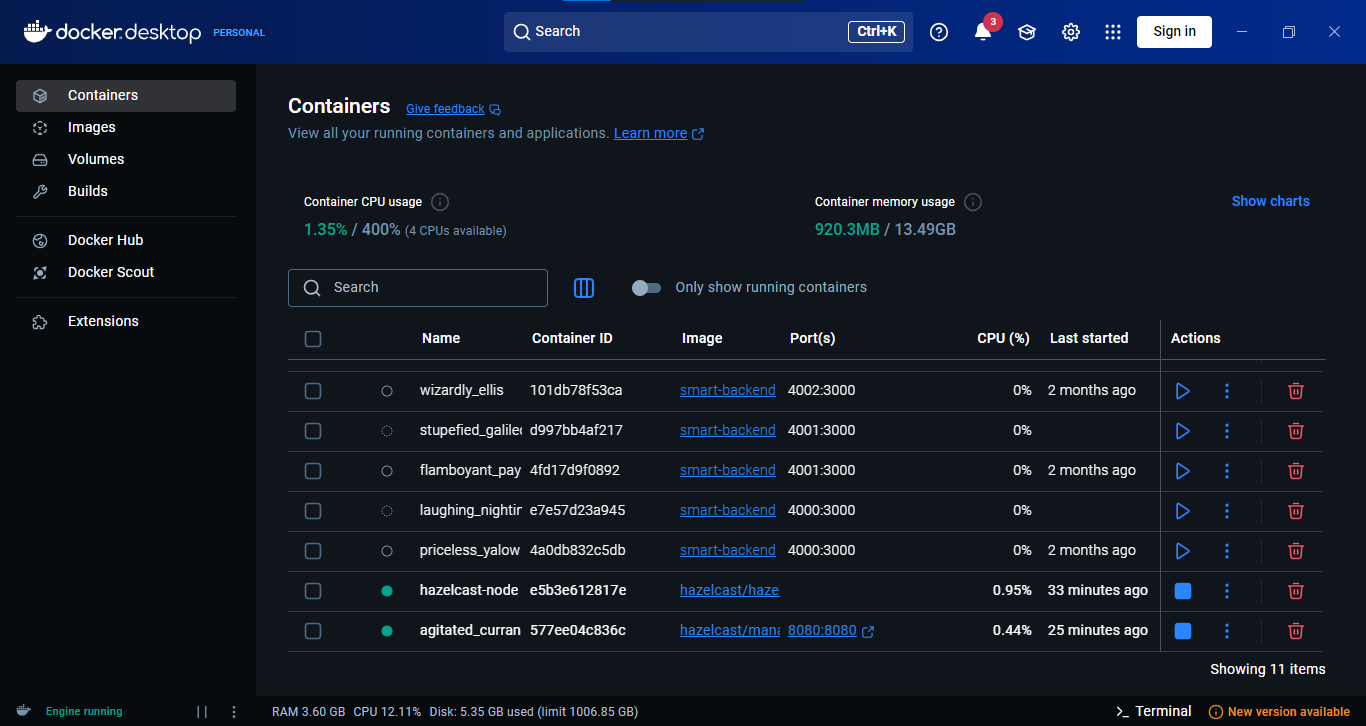 docker desktop PERSONAL
Search Ctrl+K
3
Sign in
Containers
Images
Volumes
Builds
Docker Hub
Docker Scout
Extensions
Containers Give feedback
View all your running containers and applications. Learn more
Container CPU usage
1.35% / 400% (4 CPUs available)
Container memory usage
920.3MB / 13.49GB
Show charts
Search
Only show running containers
Name Container ID Image Port(s) CPU (%) Last started Actions
wizardly_ellis 101db78f53ca smart-backend 4002:3000 0% 2 months ago
stupefied_galileo d997bb4af217 smart-backend 4001:3000 0%
flamboyant_pay 4fd17d9f0892 smart-backend 4001:3000 0% 2 months ago
laughing_nightin e7e57d23a945 smart-backend 4000:3000 0%
priceless_yalow 4a0db832c5db smart-backend 4000:3000 0% 2 months ago
hazelcast-node e5b3e612817e hazelcast/haze 0.95% 33 minutes ago
agitated_curran 577ee04c836c hazelcast/mana 8080:8080 0.44% 25 minutes ago
Showing 11 items
Engine running
RAM 3.60 GB CPU 12.11% Disk: 5.35 GB used (limit 1006.85 GB)
Terminal
New version available